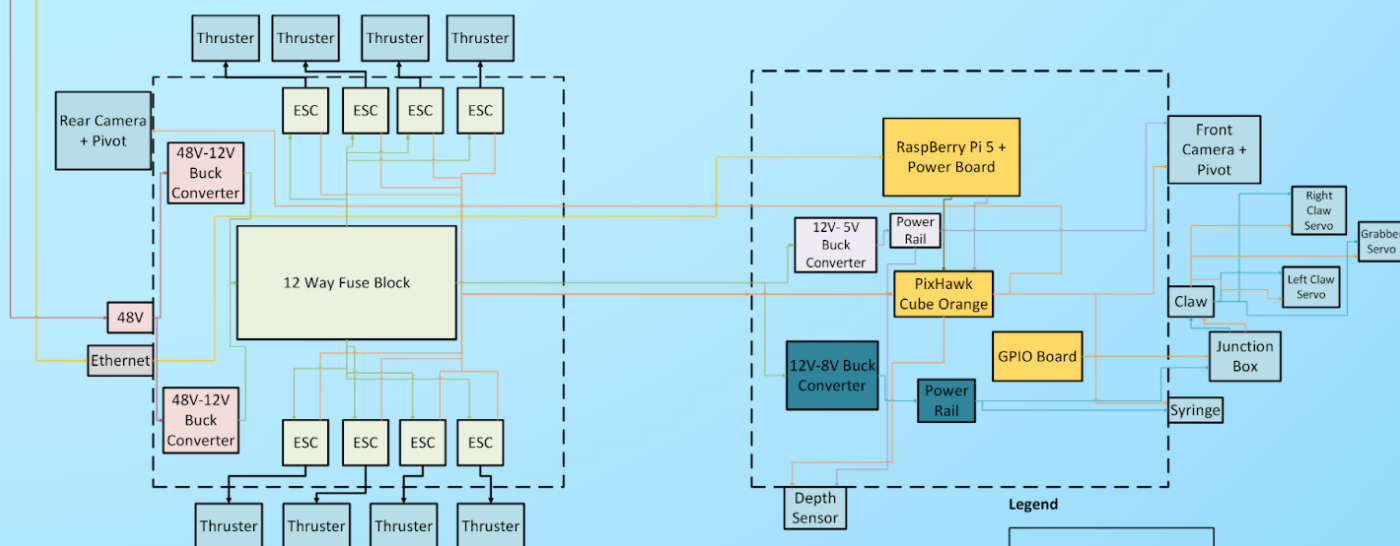 Thruster
Thruster
Thruster
Thruster
Rear Camera
+ Pivot
ESC
ESC
ESC
ESC
48V-12V
Buck
Converter
RaspBerry Pi 5 +
Power Board
Front
Camera +
Pivot
Right
Claw
Servo
12V- 5V
Buck
Converter
Power
Rail
Grabber
Servo
12 Way Fuse Block
PixHawk
Cube Orange
Left Claw
Servo
Claw
48V
Ethernet
12V-8V Buck
Converter
GPIO Board
Junction
Box
48V-12V
Buck
Converter
Power
Rail
Syringe
ESC
ESC
ESC
ESC
Thruster
Thruster
Thruster
Thruster
Depth
Sensor
Legend